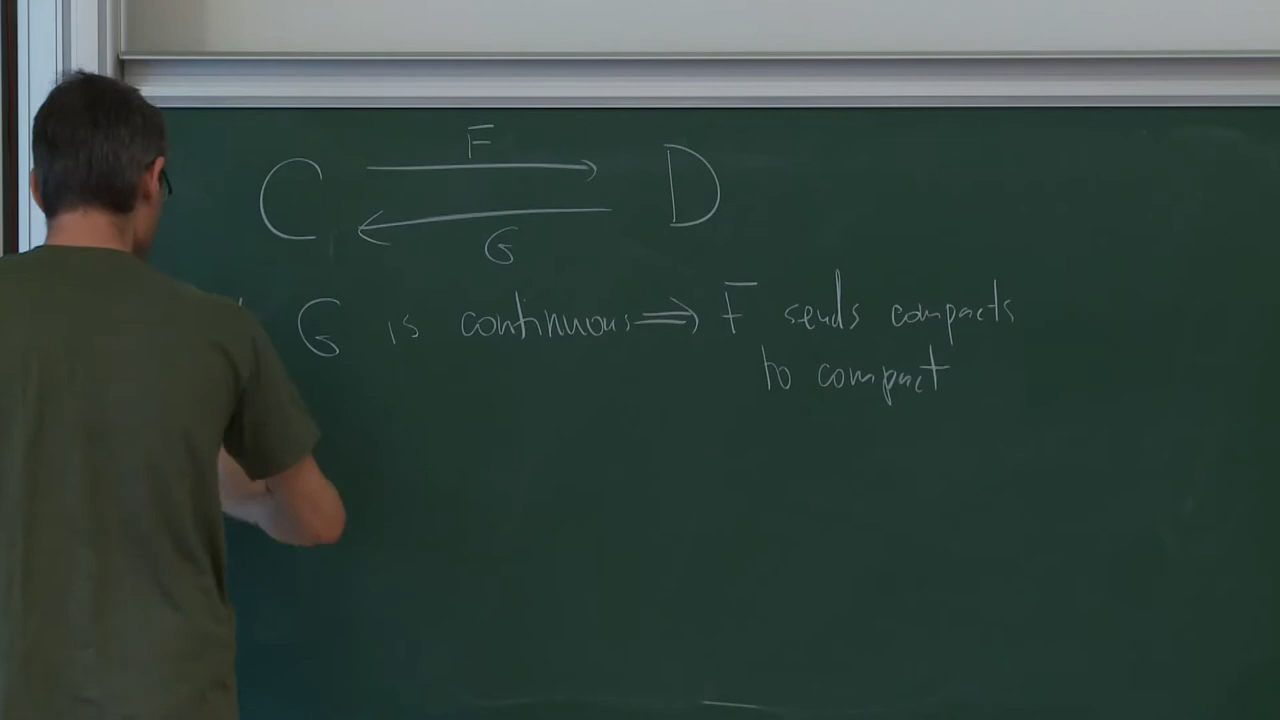 F
C → D
←
G
G is continuous ⇒ F sends compacts
to compact